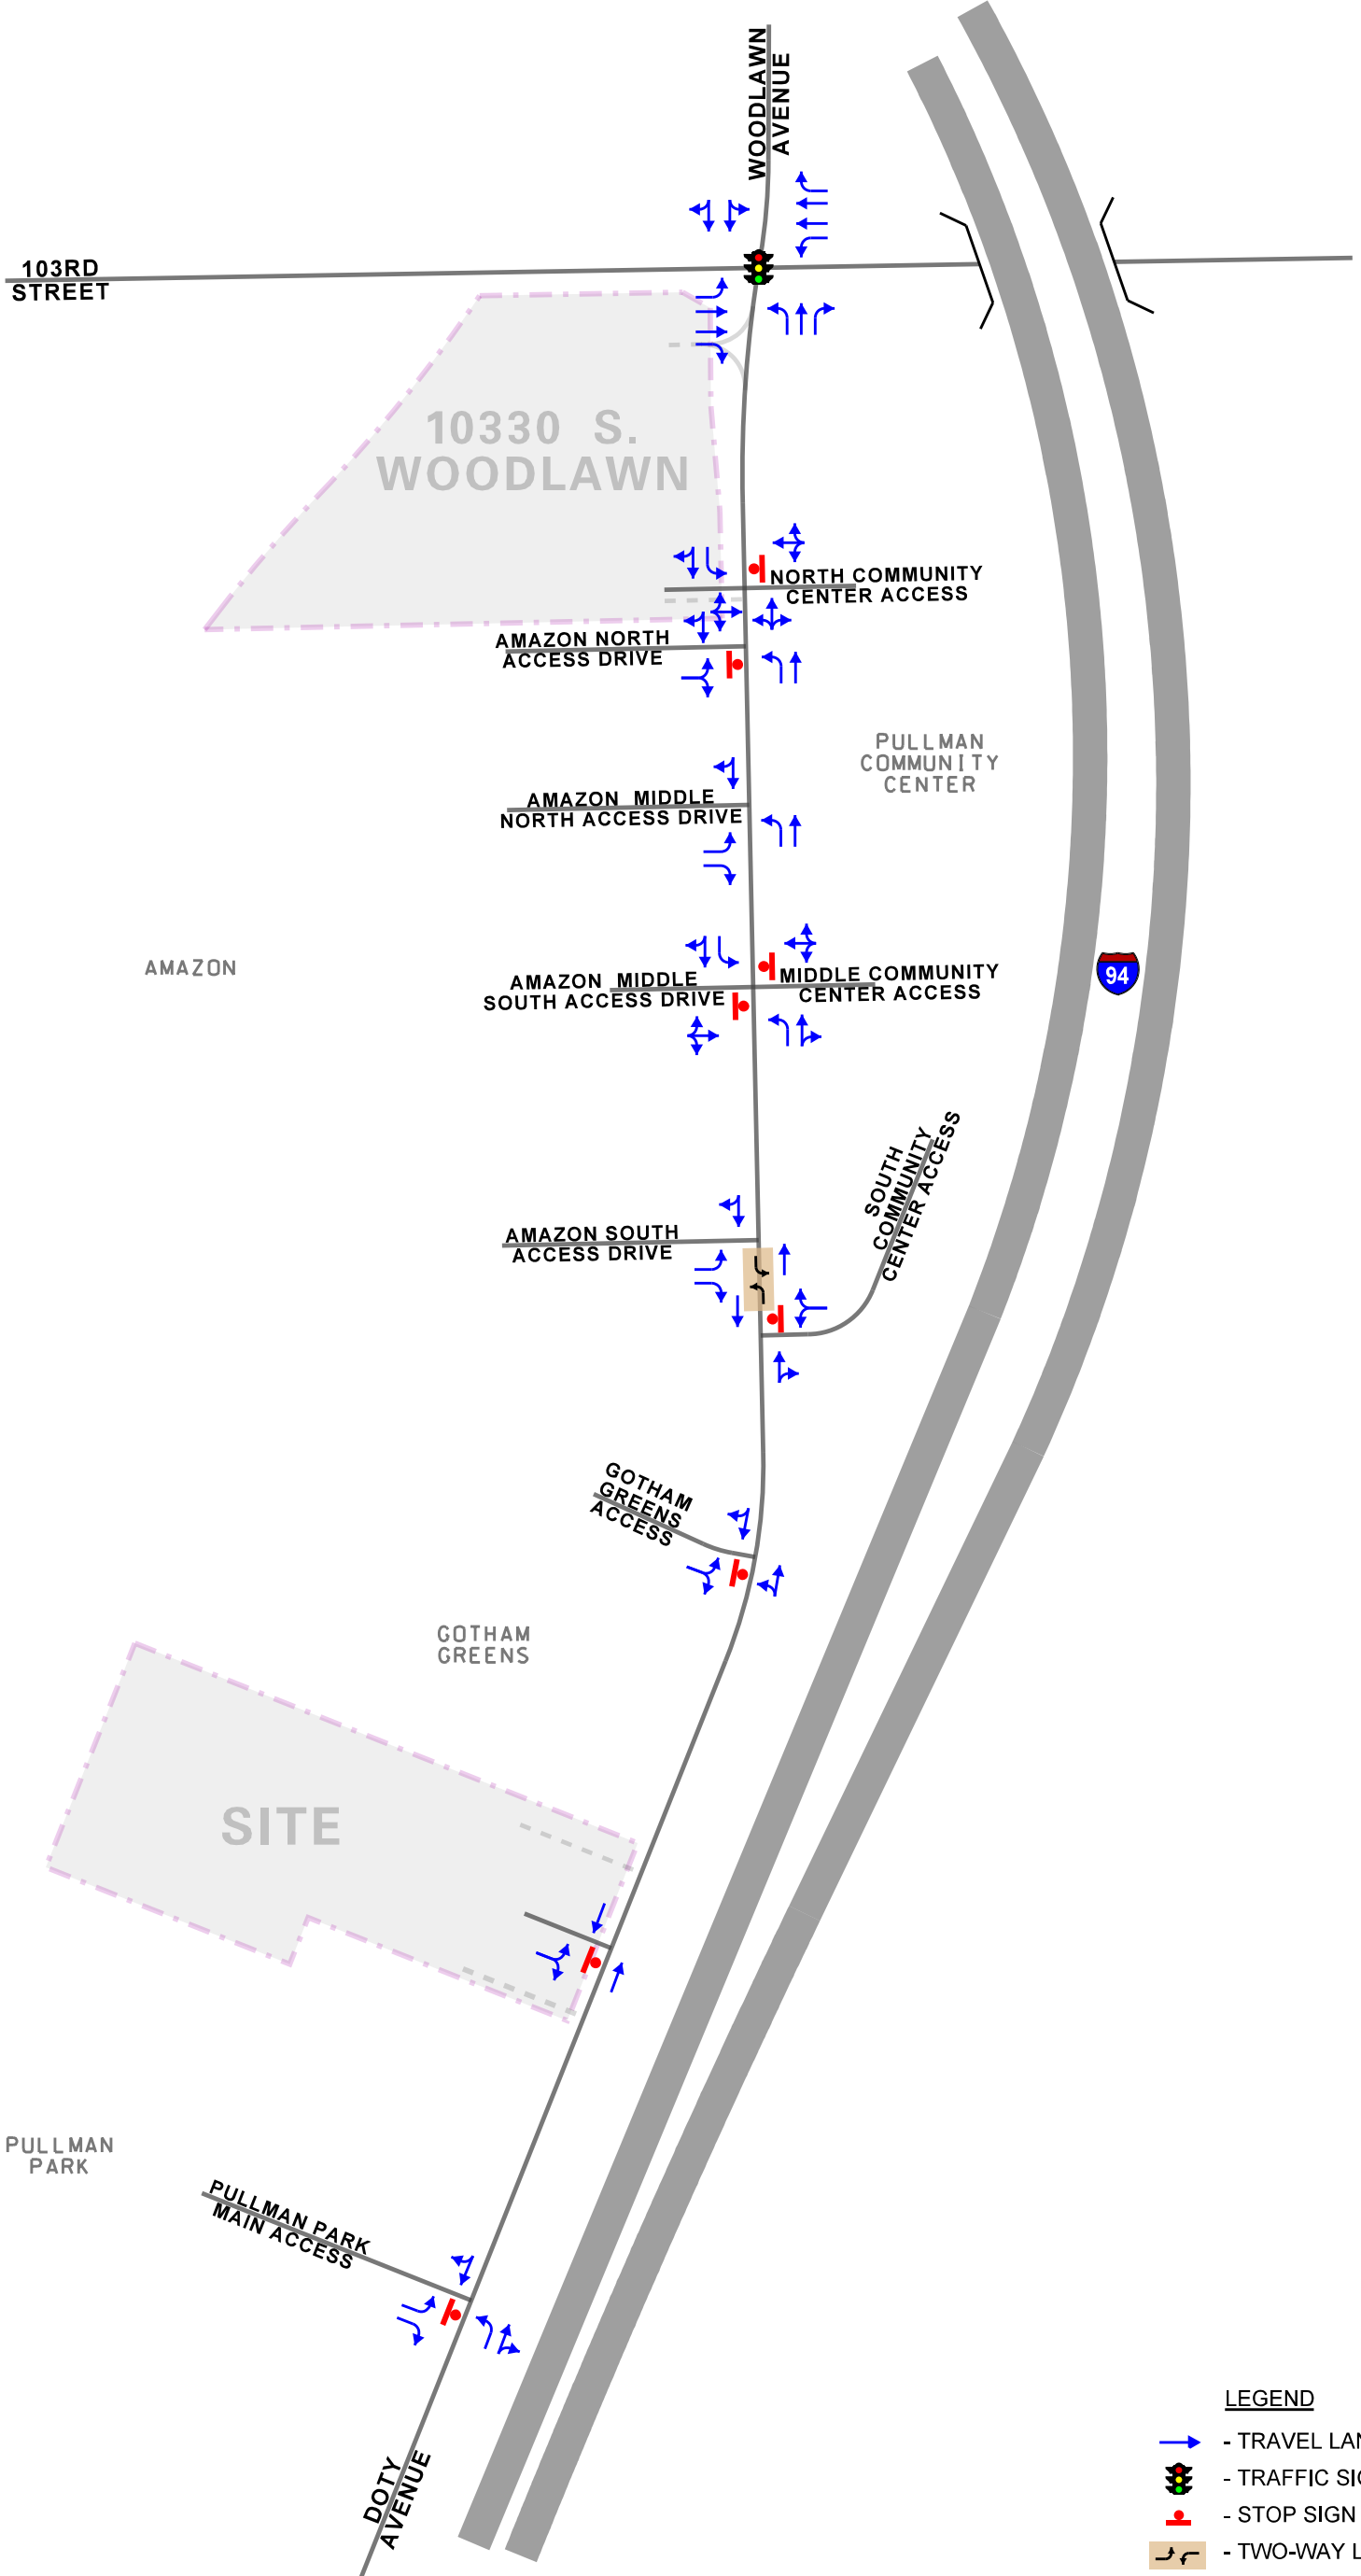 WOODLAWN
AVENUE
103RD
STREET
10330 S.
WOODLAWN
NORTH COMMUNITY
CENTER ACCESS
AMAZON NORTH
ACCESS DRIVE
PULLMAN
COMMUNITY
CENTER
AMAZON MIDDLE
NORTH ACCESS DRIVE
AMAZON
AMAZON MIDDLE
SOUTH ACCESS DRIVE
MIDDLE COMMUNITY
CENTER ACCESS
94
SOUTH
COMMUNITY
CENTER ACCESS
AMAZON SOUTH
ACCESS DRIVE
GOTHAM
GREENS
ACCESS
GOTHAM
GREENS
SITE
PULLMAN
PARK
PULLMAN PARK
MAIN ACCESS
DOTY
AVENUE
LEGEND
- TRAVEL LAN
- TRAFFIC SIG
- STOP SIGN
- TWO-WAY L